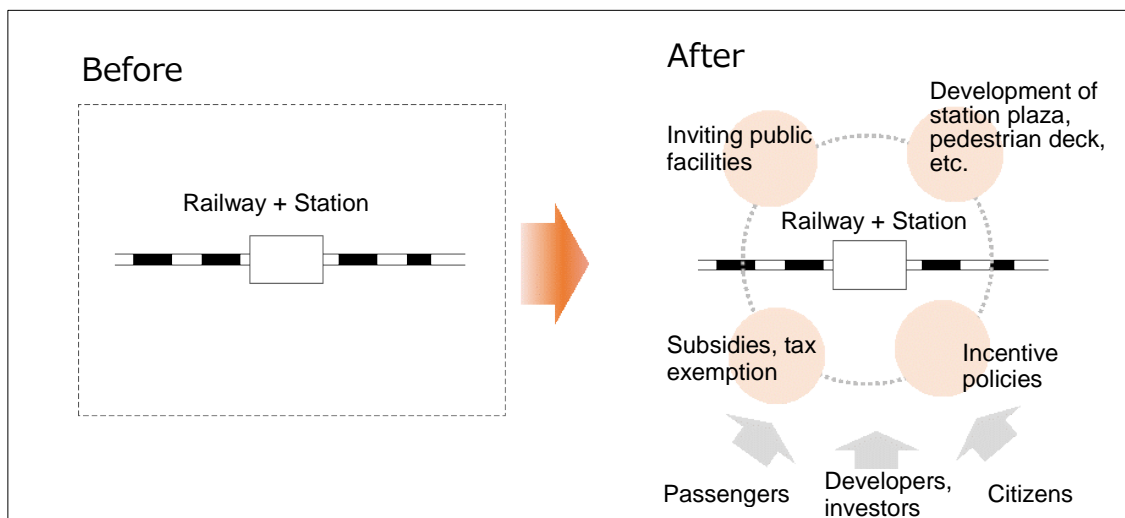 Before
Railway + Station
After
Inviting public
facilities
Development of
station plaza,
pedestrian deck,
etc.
Railway + Station
Subsidies, tax
exemption
Incentive
policies
Passengers
Developers,
investors
Citizens